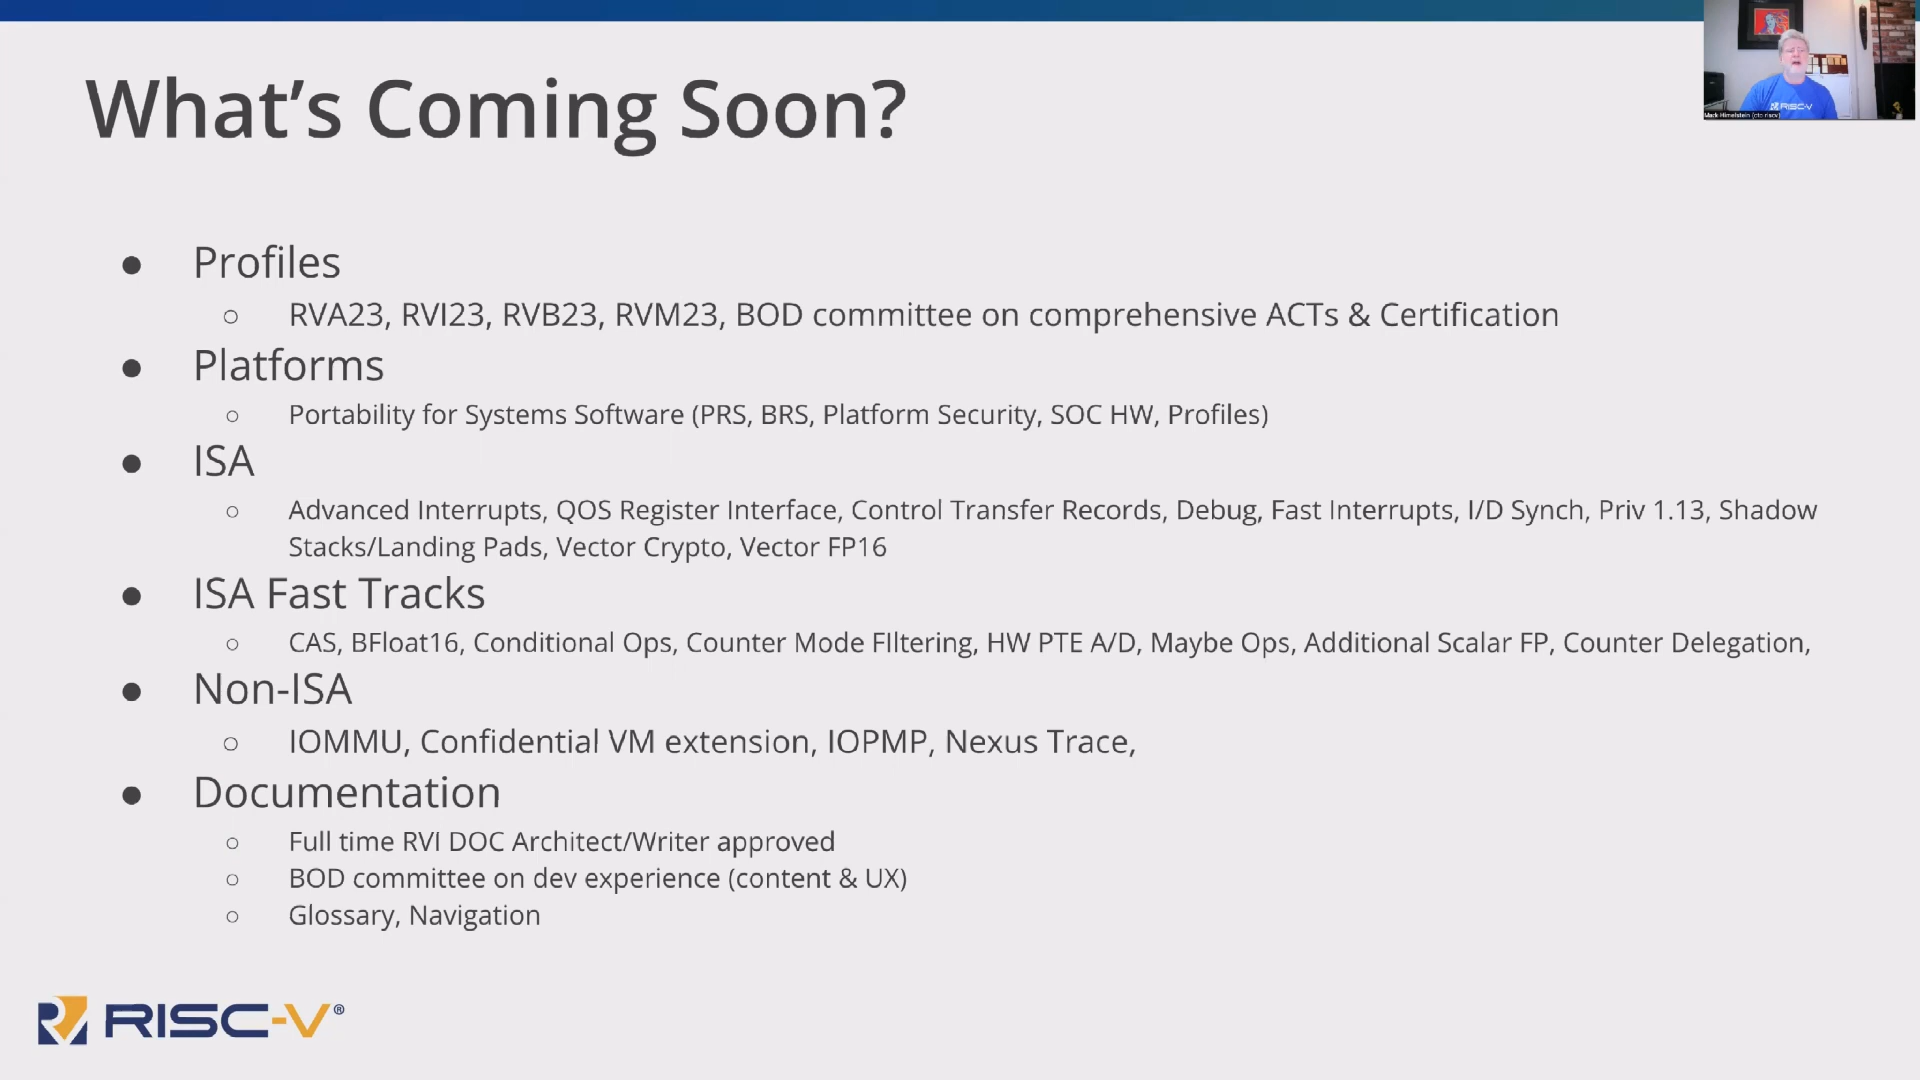 What's Coming Soon?
RISC-V
Mark Himelstein (cto riscv)
● Profiles
○ RVA23, RVI23, RVB23, RVM23, BOD committee on comprehensive ACTs & Certification
● Platforms
○ Portability for Systems Software (PRS, BRS, Platform Security, SOC HW, Profiles)
● ISA
○ Advanced Interrupts, QOS Register Interface, Control Transfer Records, Debug, Fast Interrupts, I/D Synch, Priv 1.13, Shadow
Stacks/Landing Pads, Vector Crypto, Vector FP16
● ISA Fast Tracks
○ CAS, BFloat16, Conditional Ops, Counter Mode FIltering, HW PTE A/D, Maybe Ops, Additional Scalar FP, Counter Delegation,
● Non-ISA
○ IOMMU, Confidential VM extension, IOPMP, Nexus Trace,
● Documentation
○ Full time RVI DOC Architect/Writer approved
○ BOD committee on dev experience (content & UX)
○ Glossary, Navigation
RISC-V®